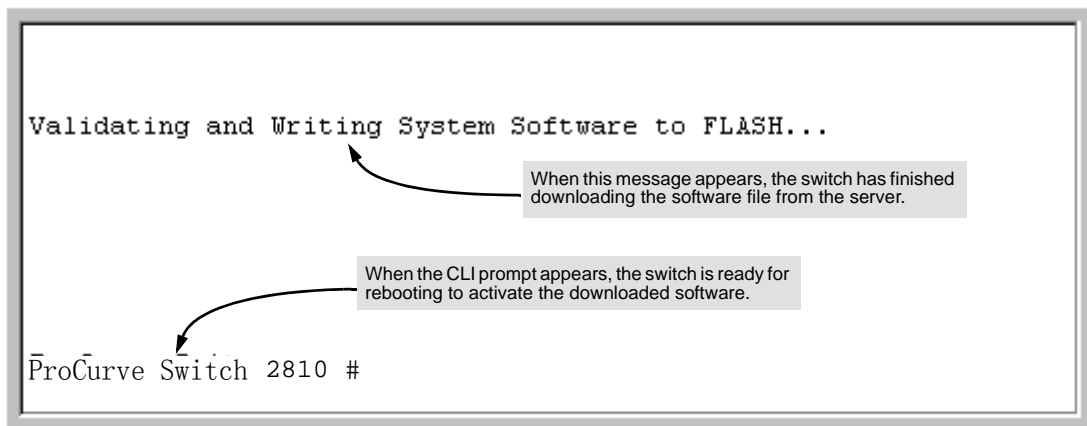 Validating and Writing System Software to FLASH...
When this message appears, the switch has finished
downloading the software file from the server.
When the CLI prompt appears, the switch is ready for
rebooting to activate the downloaded software.
ProCurve Switch 2810 #